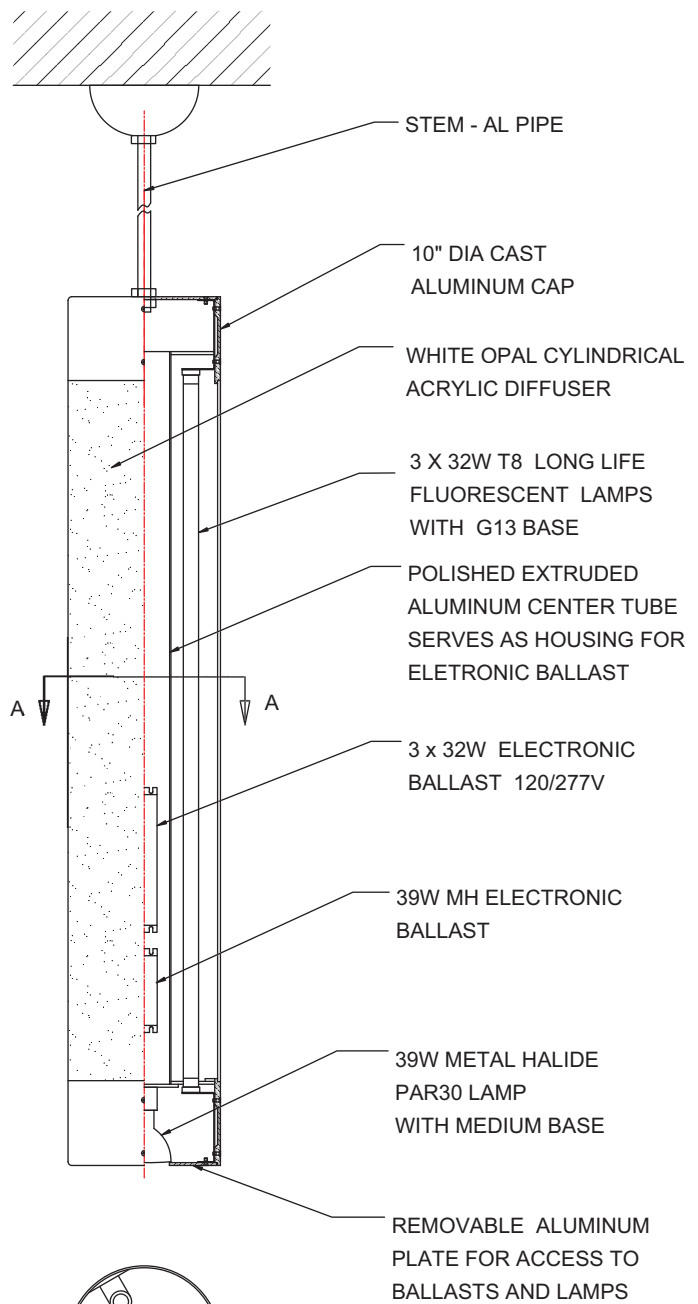 STEM - AL PIPE
10" DIA CAST
ALUMINUM CAP
WHITE OPAL CYLINDRICAL
ACRYLIC DIFFUSER
3 X 32W T8 LONG LIFE
FLUORESCENT LAMPS
WITH G13 BASE
POLISHED EXTRUDED
ALUMINUM CENTER TUBE
SERVES AS HOUSING FOR
ELETRONIC BALLAST
A
A
3 x 32W ELECTRONIC
BALLAST 120/277V
39W MH ELECTRONIC
BALLAST
39W METAL HALIDE
PAR30 LAMP
WITH MEDIUM BASE
REMOVABLE ALUMINUM
PLATE FOR ACCESS TO
BALLASTS AND LAMPS